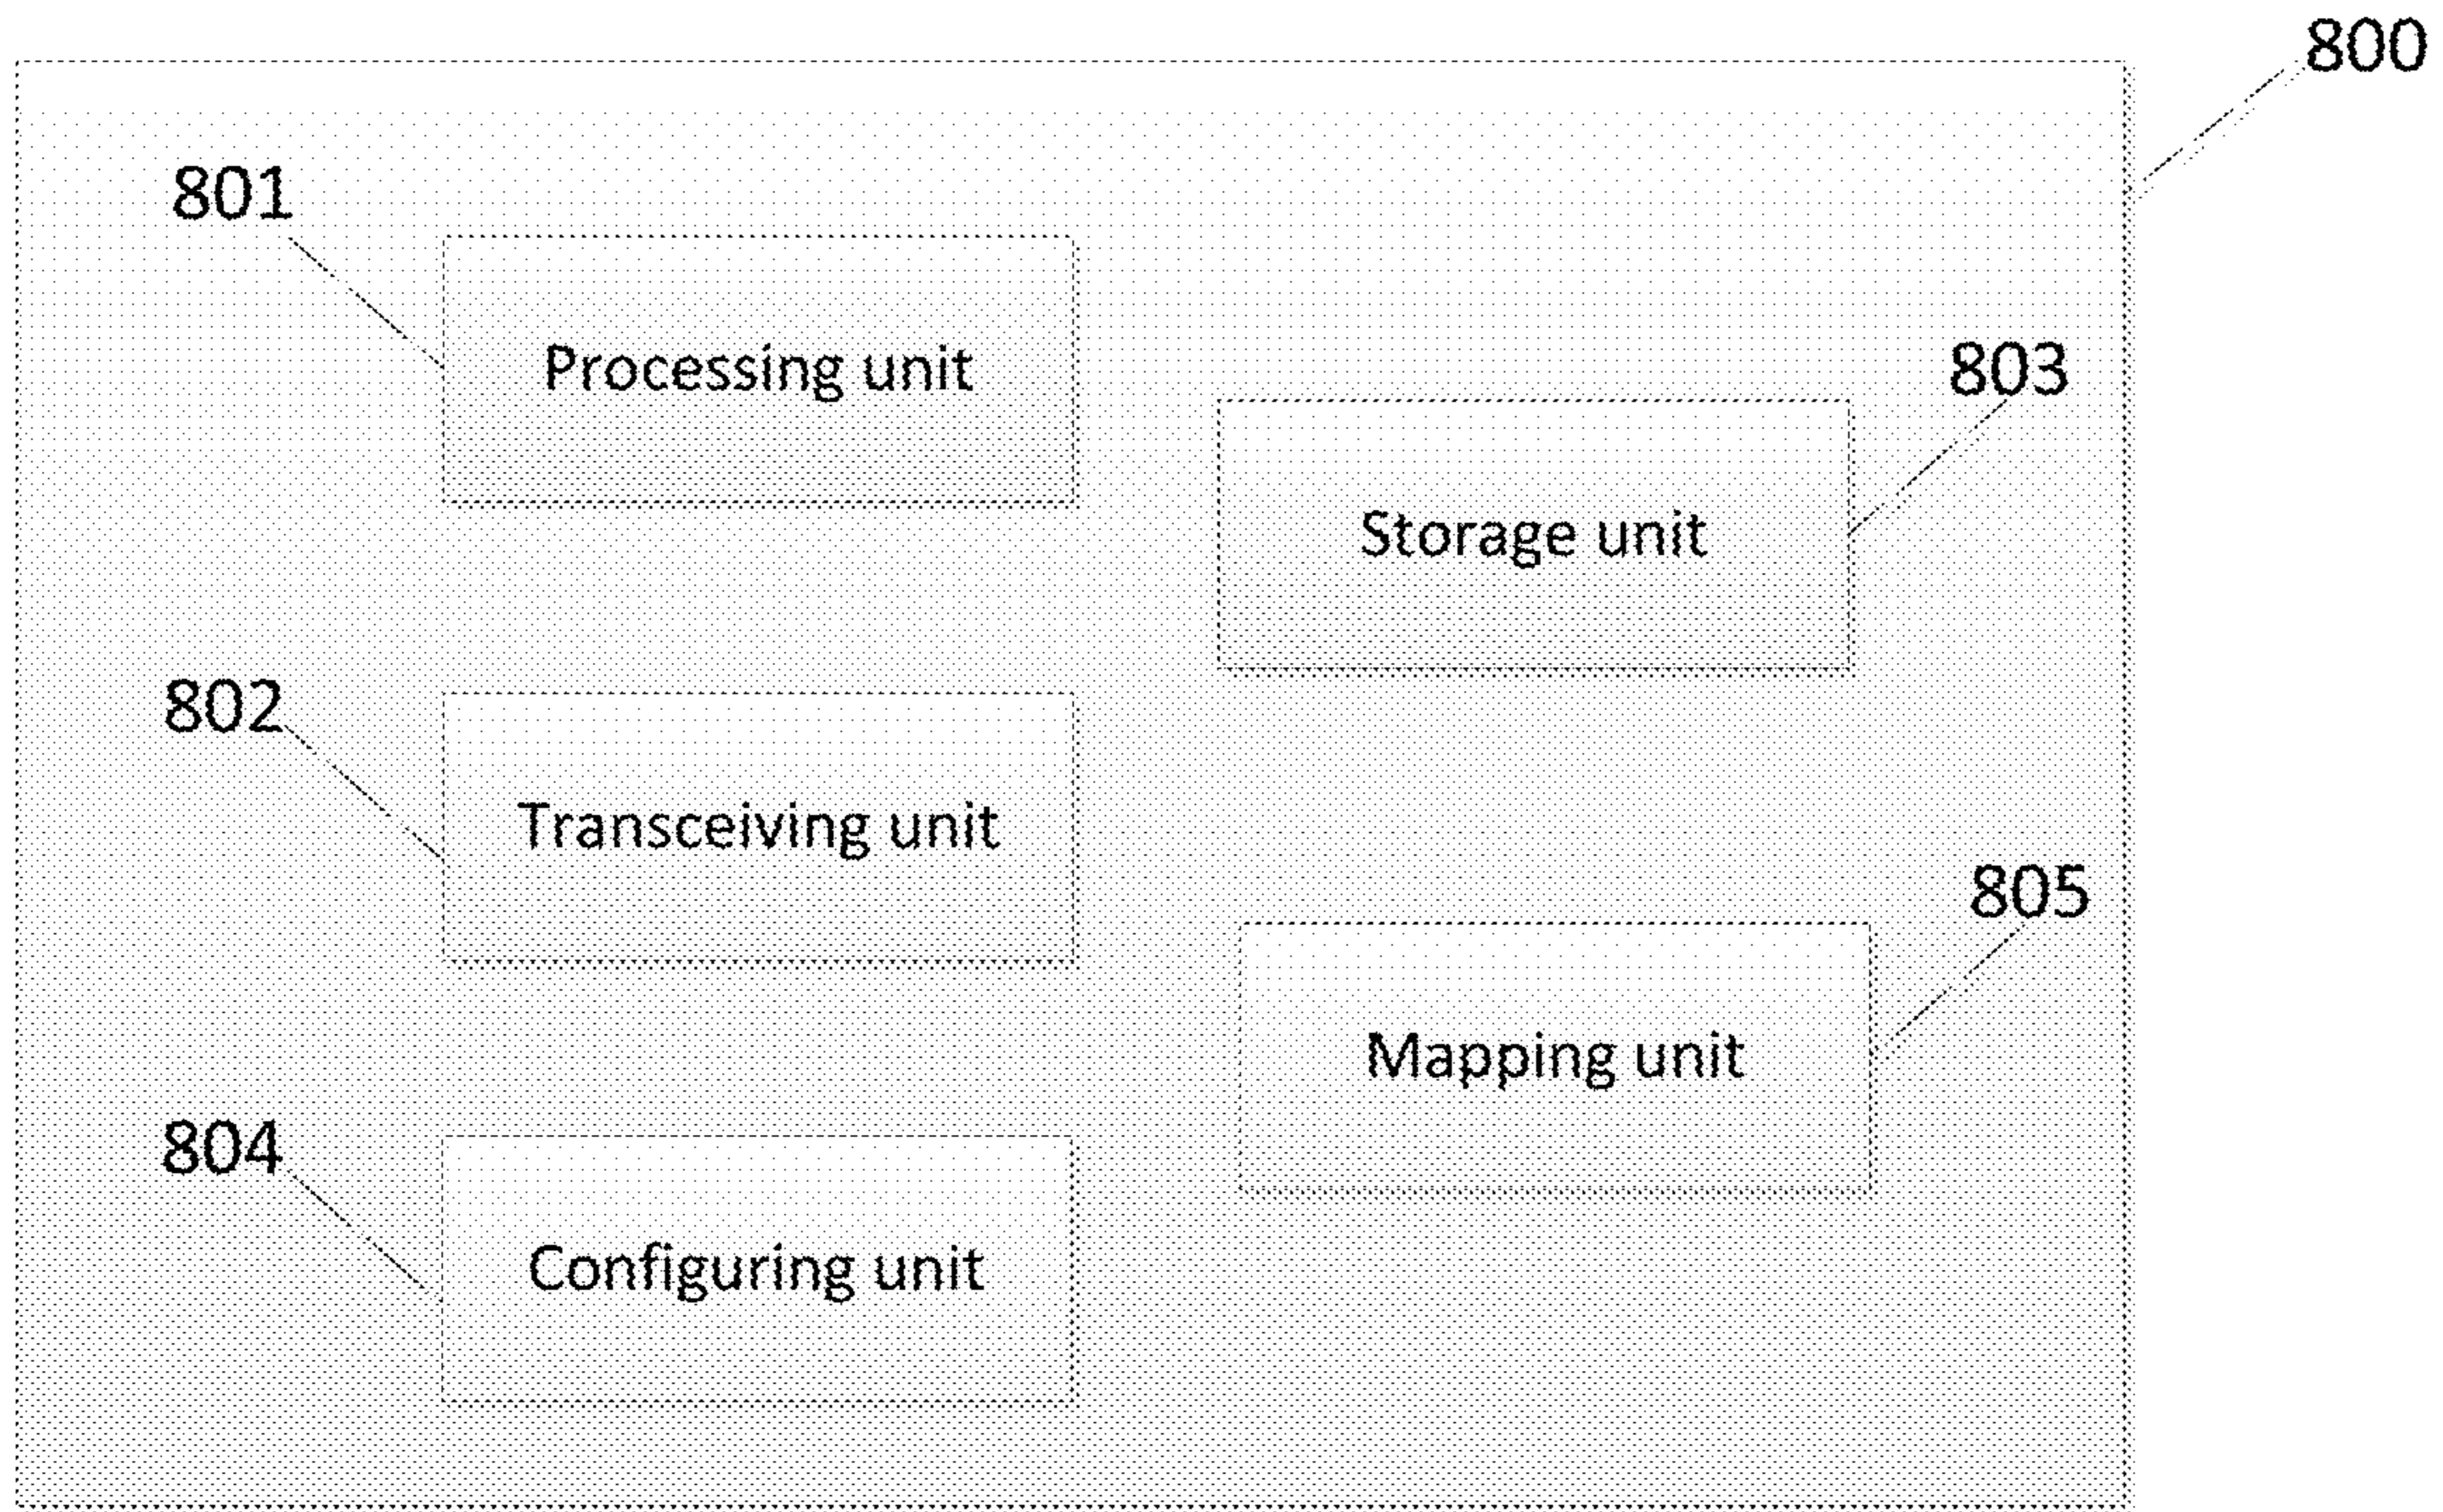 800
801
Processing unit
803
Storage unit
802
Transceiving unit
805
Mapping unit
804
Configuring unit